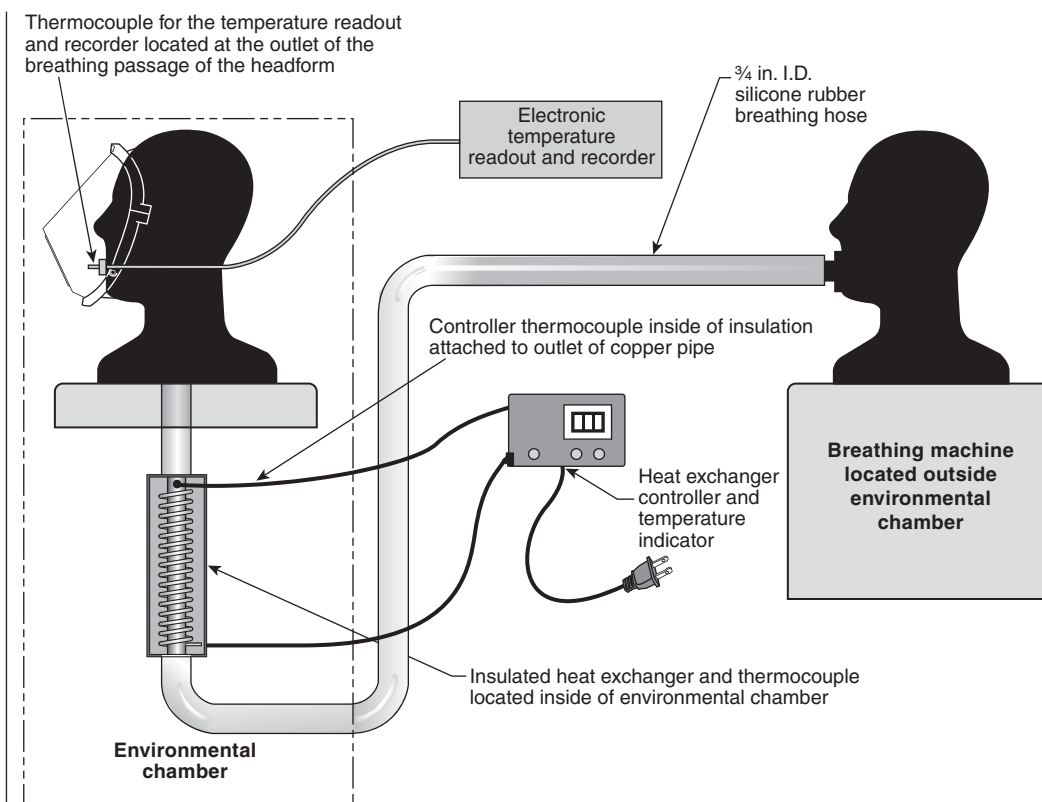 Thermocouple for the temperature readout
and recorder located at the outlet of the
breathing passage of the headform
¾ in. I.D.
silicone rubber
breathing hose
Electronic
temperature
readout and recorder
Controller thermocouple inside of insulation
attached to outlet of copper pipe
Heat exchanger
controller and
temperature
indicator
Breathing machine
located outside
environmental
chamber
Insulated heat exchanger and thermocouple
located inside of environmental chamber
Environmental
chamber